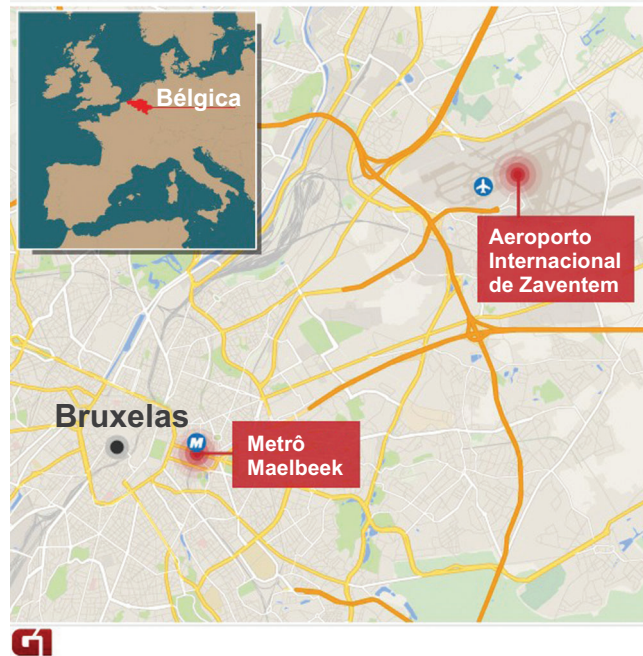 Bélgica
Aeroporto
Internacional
de Zaventem
Bruxelas
M
Metrô
Maelbeek
G1